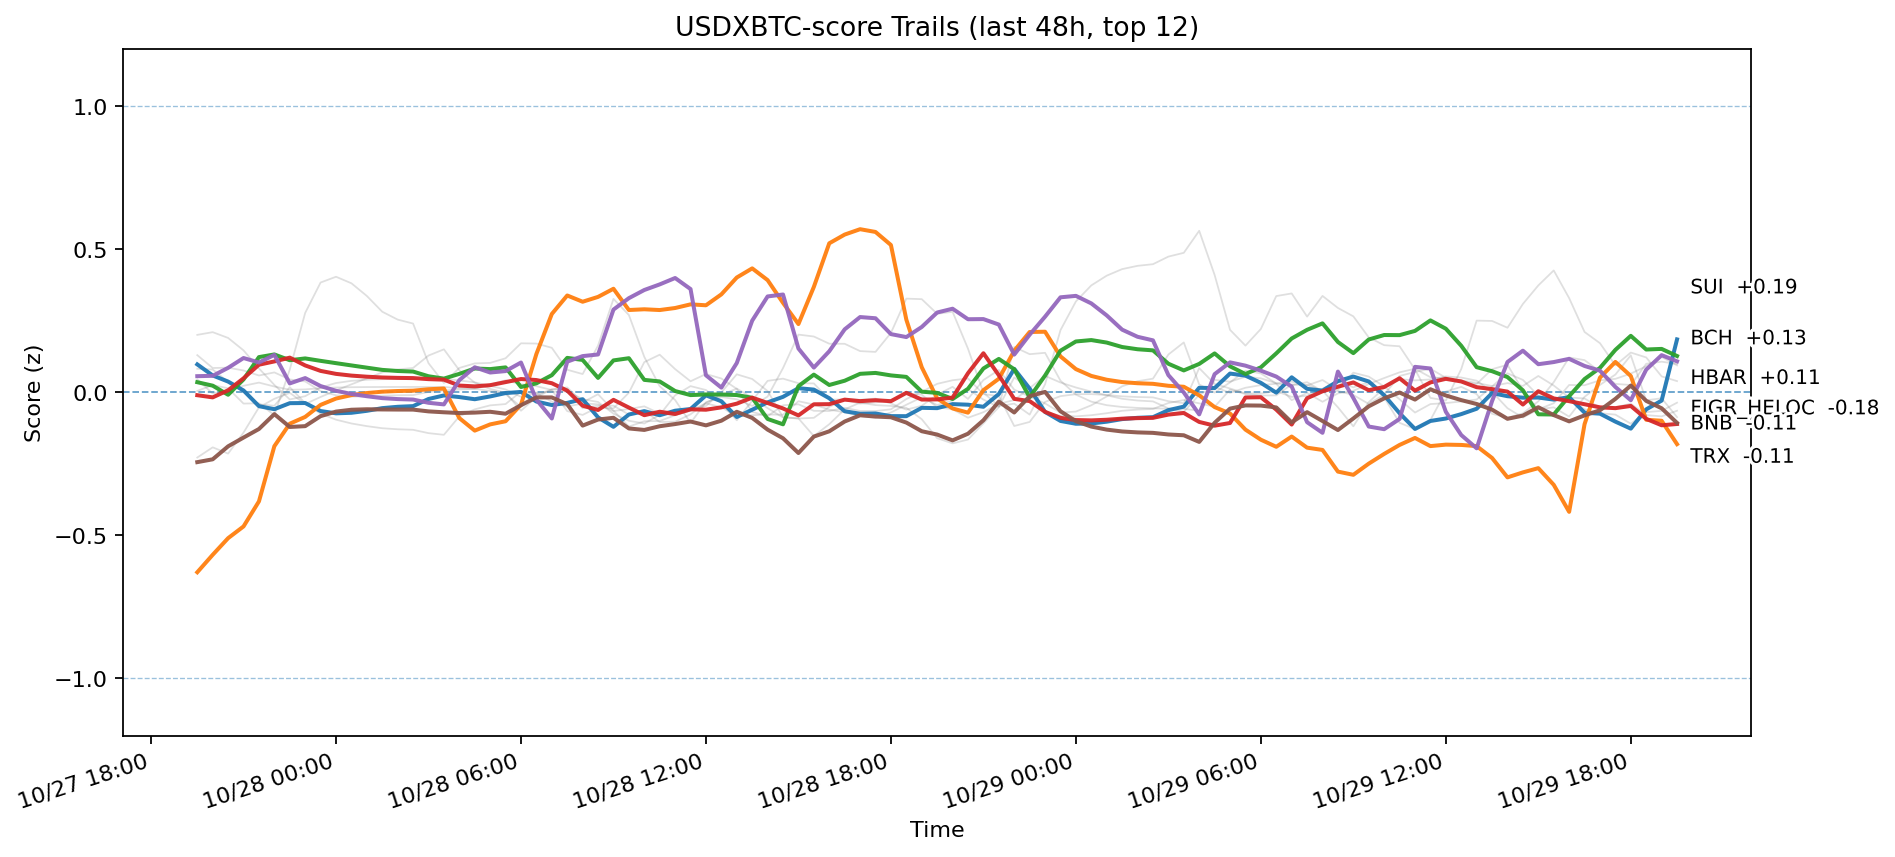 USDXBTC-score Trails (last 48h, top 12)
Score (z)
1.0
0.5
0.0
−0.5
−1.0
SUI +0.19
BCH +0.13
HBAR +0.11
FIGR_HELOC -0.18
BNB -0.11
TRX -0.11
10/27 18:00
10/28 00:00
10/28 06:00
10/28 12:00
10/28 18:00
10/29 00:00
10/29 06:00
10/29 12:00
10/29 18:00
Time